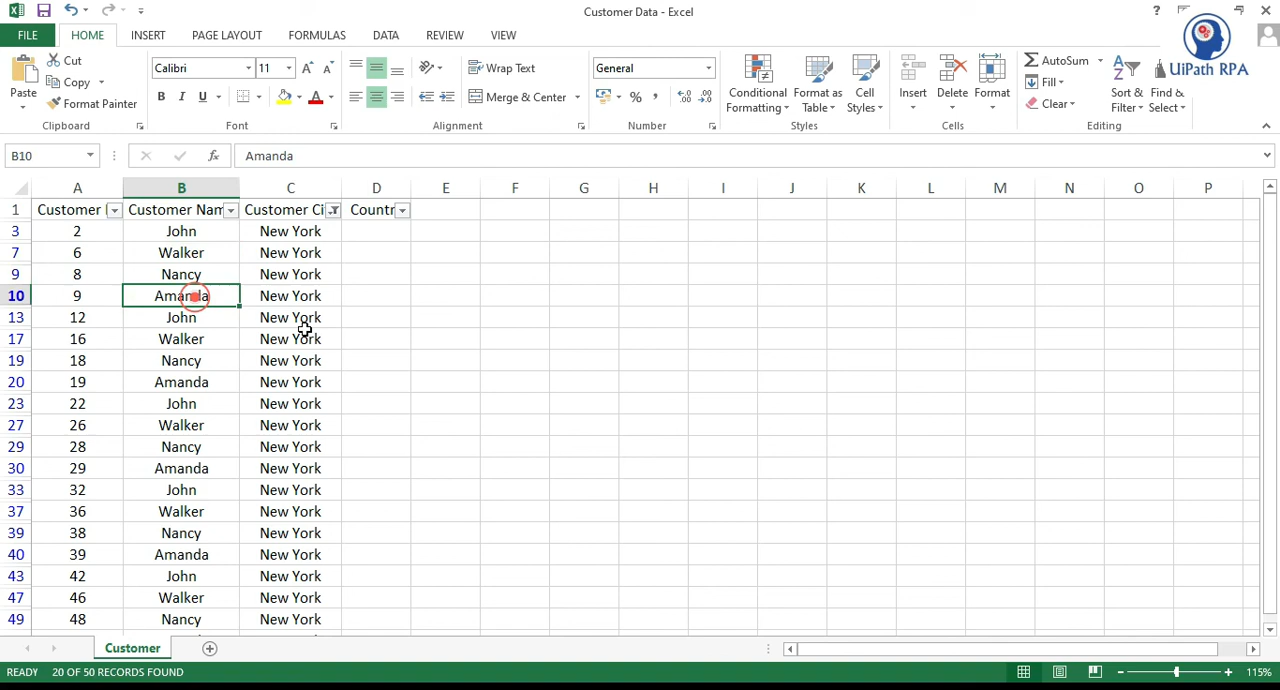 Customer Data - Excel
?
FILE HOME INSERT PAGE LAYOUT FORMULAS DATA REVIEW VIEW
UiPath RPA
Paste
Cut
Copy
Format Painter
Clipboard
Calibri 11
B I U
Font
Wrap Text
Merge & Center
Alignment
General
%
Number
Conditional Formatting
Format as Table
Cell Styles
Styles
Insert
Delete
Format
Cells
AutoSum
Fill
Clear
Sort & Filter
Find & Select
Editing
B10 fx Amanda
A B C D E F G H I J K L M N O P
1 Customer Customer Nam Customer Ci Countr
3 2 John New York
7 6 Walker New York
9 8 Nancy New York
10 9 Amanda New York
13 12 John New York
17 16 Walker New York
19 18 Nancy New York
20 19 Amanda New York
23 22 John New York
27 26 Walker New York
29 28 Nancy New York
30 29 Amanda New York
33 32 John New York
37 36 Walker New York
39 38 Nancy New York
40 39 Amanda New York
43 42 John New York
47 46 Walker New York
49 48 Nancy New York
Customer
READY 20 OF 50 RECORDS FOUND 115%